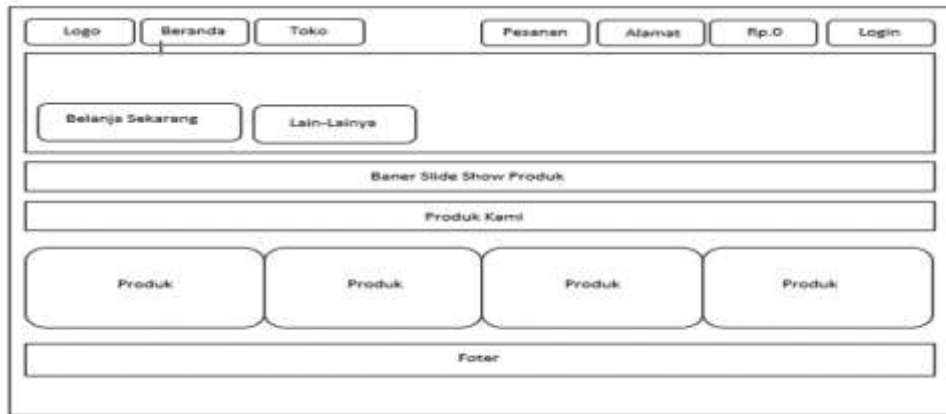 Logo Beranda Toko Pesanan Alamat Rp.0 Login
Belanja Sekarang Lain-Lainya
Baner Slide Show Produk
Produk Kami
Produk Produk Produk Produk
Foter